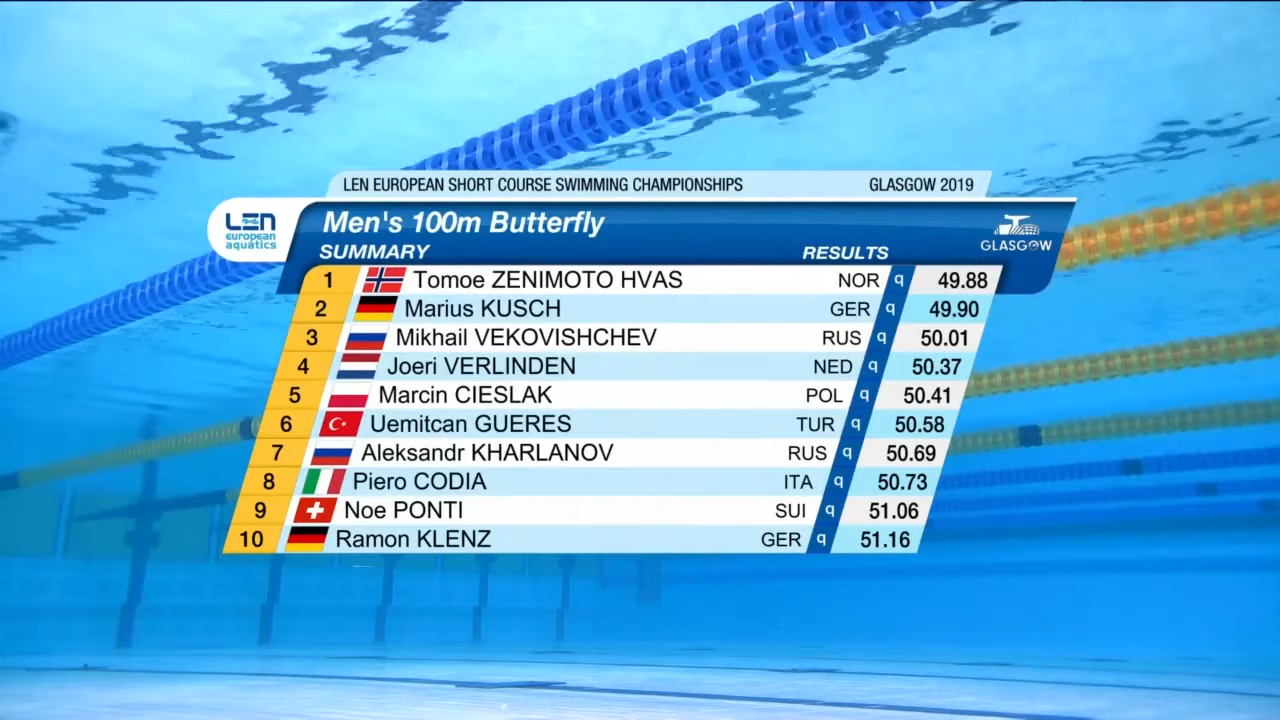 LEN EUROPEAN SHORT COURSE SWIMMING CHAMPIONSHIPS GLASGOW 2019
LEN european aquatics
Men's 100m Butterfly
GLASGOW
SUMMARY RESULTS
1 Tomoe ZENIMOTO HVAS NOR q 49.88
2 Marius KUSCH GER q 49.90
3 Mikhail VEKOVISHCHEV RUS q 50.01
4 Joeri VERLINDEN NED q 50.37
5 Marcin CIESLAK POL q 50.41
6 Uemitcan GUERES TUR q 50.58
7 Aleksandr KHARLANOV RUS q 50.69
8 Piero CODIA ITA q 50.73
9 Noe PONTI SUI q 51.06
10 Ramon KLENZ GER q 51.16